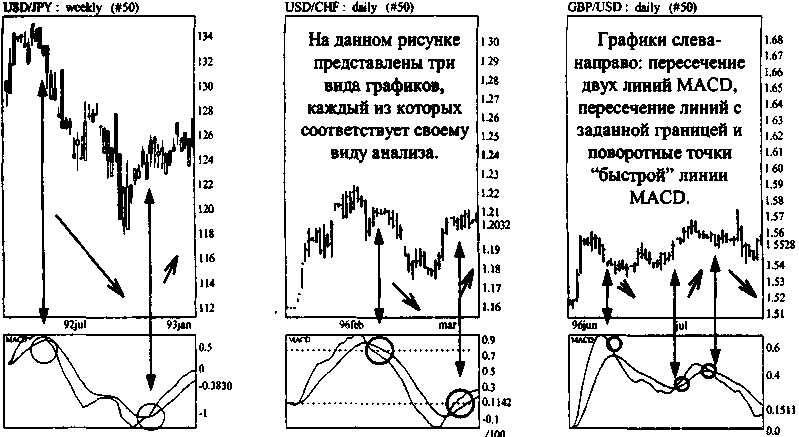 USD/JPY : weekly (#50)
134
132
130
128
126
124
122
120
118
116
114
112
92jul 93jan
MACD
0.5
0
-0.3830
-1
USD/CHF : daily (#50)
На данном рисунке
представлены три
вида графиков,
каждый из которых
соответствует своему
виду анализа.
1.30
1.29
1.28
1.27
1.26
1.25
1.24
1.23
1.22
1.21
1.2032
1.19
1.18
1.17
1.16
96feb mar
MACD
0.9
0.7
0.5
0.3
0.1142
-0.1
/100
GBP/USD : daily (#50)
Графики слева-
направо: пересечение
двух линий MACD,
пересечение линий с
заданной границей и
поворотные точки
“быстрой” линии
MACD.
1.68
1.67
1.66
1.65
1.64
1.63
1.62
1.61
1.60
1.59
1.58
1.57
1.56
1.5528
1.54
1.53
1.52
1.51
96jun jul
MACD
0.6
0.4
0.1511
0.0